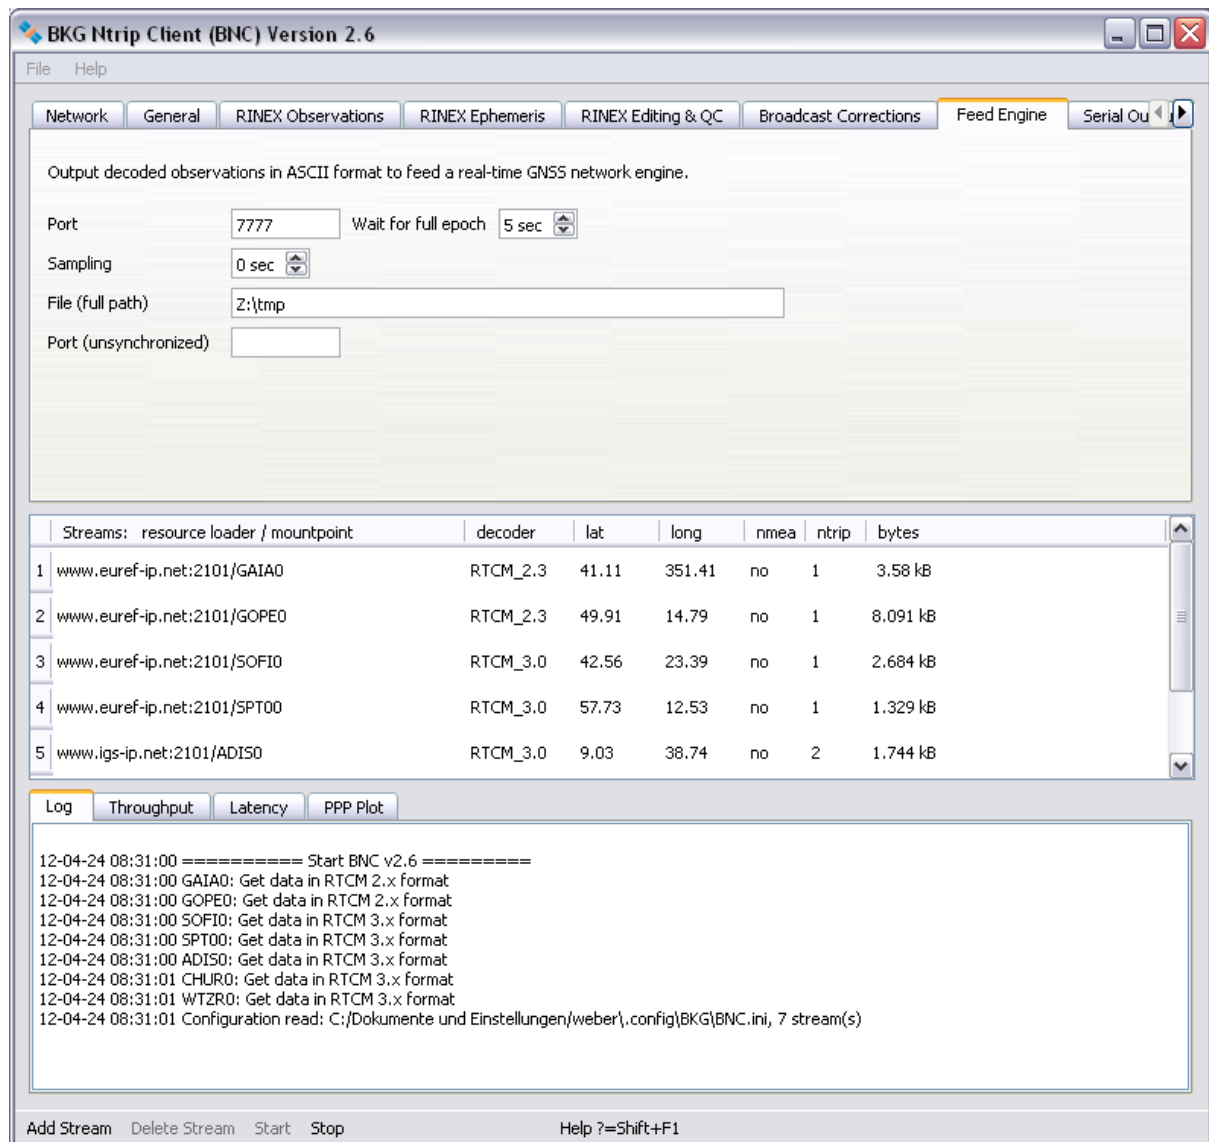 BKG Ntrip Client (BNC) Version 2.6
File Help
Network General RINEX Observations RINEX Ephemeris RINEX Editing & QC Broadcast Corrections Feed Engine Serial Ou
Output decoded observations in ASCII format to feed a real-time GNSS network engine.
Port 7777 Wait for full epoch 5 sec
Sampling 0 sec
File (full path) Z:\tmp
Port (unsynchronized)
Streams: resource loader / mountpoint decoder lat long nmea ntrip bytes
1 www.euref-ip.net:2101/GAIA0 RTCM_2.3 41.11 351.41 no 1 3.58 kB
2 www.euref-ip.net:2101/GOPE0 RTCM_2.3 49.91 14.79 no 1 8.091 kB
3 www.euref-ip.net:2101/SOFI0 RTCM_3.0 42.56 23.39 no 1 2.684 kB
4 www.euref-ip.net:2101/SPT00 RTCM_3.0 57.73 12.53 no 1 1.329 kB
5 www.igs-ip.net:2101/ADIS0 RTCM_3.0 9.03 38.74 no 2 1.744 kB
Log Throughput Latency PPP Plot
12-04-24 08:31:00 ========== Start BNC v2.6 =========
12-04-24 08:31:00 GAIA0: Get data in RTCM 2.x format
12-04-24 08:31:00 GOPE0: Get data in RTCM 2.x format
12-04-24 08:31:00 SOFI0: Get data in RTCM 3.x format
12-04-24 08:31:00 SPT00: Get data in RTCM 3.x format
12-04-24 08:31:00 ADIS0: Get data in RTCM 3.x format
12-04-24 08:31:01 CHUR0: Get data in RTCM 3.x format
12-04-24 08:31:01 WTZR0: Get data in RTCM 3.x format
12-04-24 08:31:01 Configuration read: C:/Dokumente und Einstellungen/weber\.config\BKG\BNC.ini, 7 stream(s)
Add Stream Delete Stream Start Stop Help ?=Shift+F1